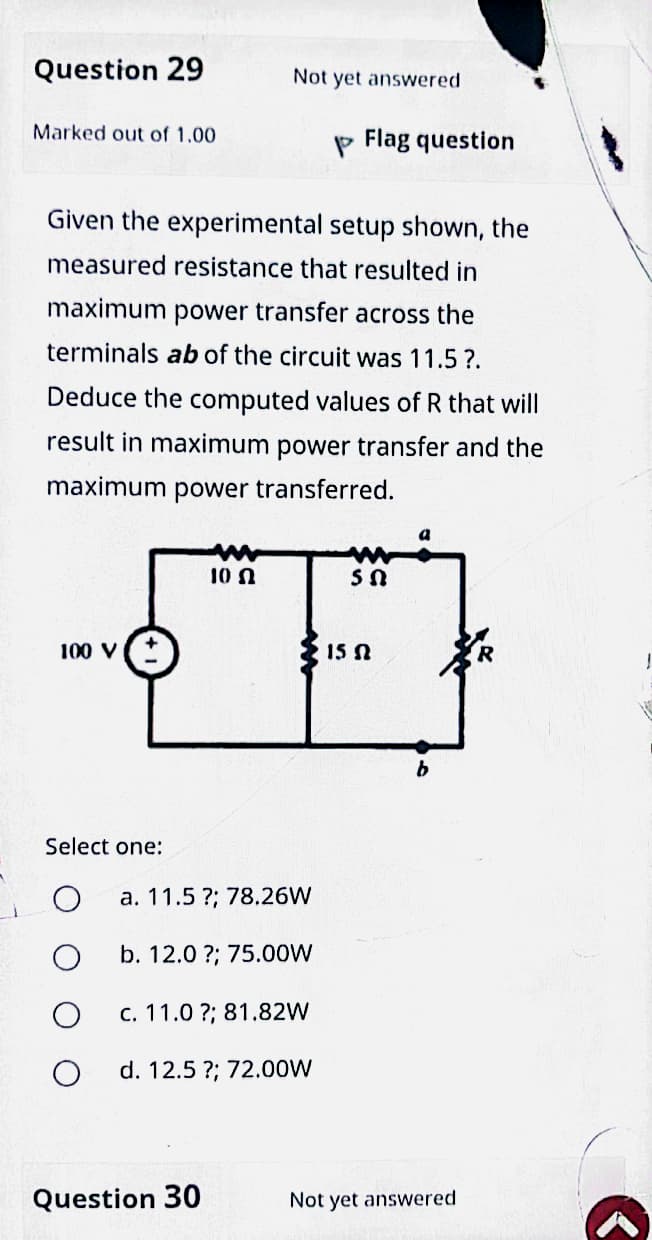 Question 29
Not yet answered
Marked out of 1.00
Flag question
Given the experimental setup shown, the
measured resistance that resulted in
maximum power transfer across the
terminals ab of the circuit was 11.5 ?.
Deduce the computed values of R that will
result in maximum power transfer and the
maximum power transferred.
a
10 Ω
5 Ω
100 V
+
−
15 Ω
R
b
Select one:
a. 11.5 ?; 78.26W
b. 12.0 ?; 75.00W
c. 11.0 ?; 81.82W
d. 12.5 ?; 72.00W
Question 30
Not yet answered